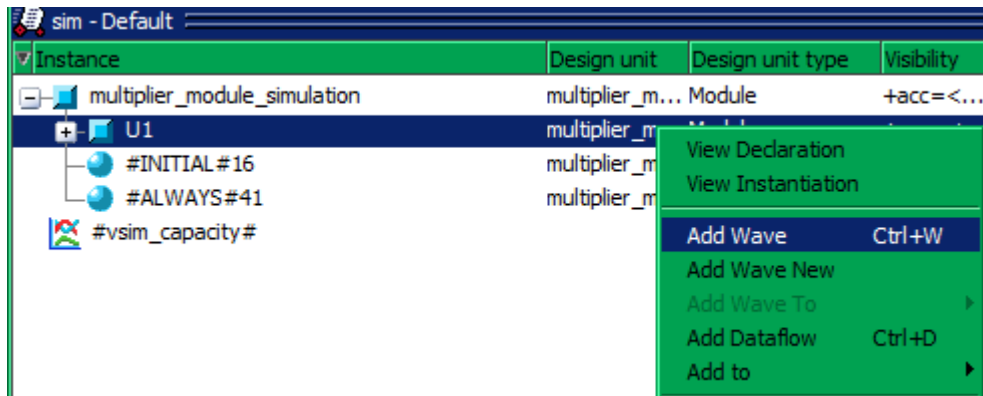 sim - Default
Instance Design unit Design unit type Visibility
multiplier_module_simulation multiplier_m... Module +acc=<...
U1 multiplier_m
#INITIAL#16 multiplier_m
#ALWAYS#41 multiplier_m
#vsim_capacity#
View Declaration
View Instantiation
Add Wave Ctrl+W
Add Wave New
Add Wave To
Add Dataflow Ctrl+D
Add to